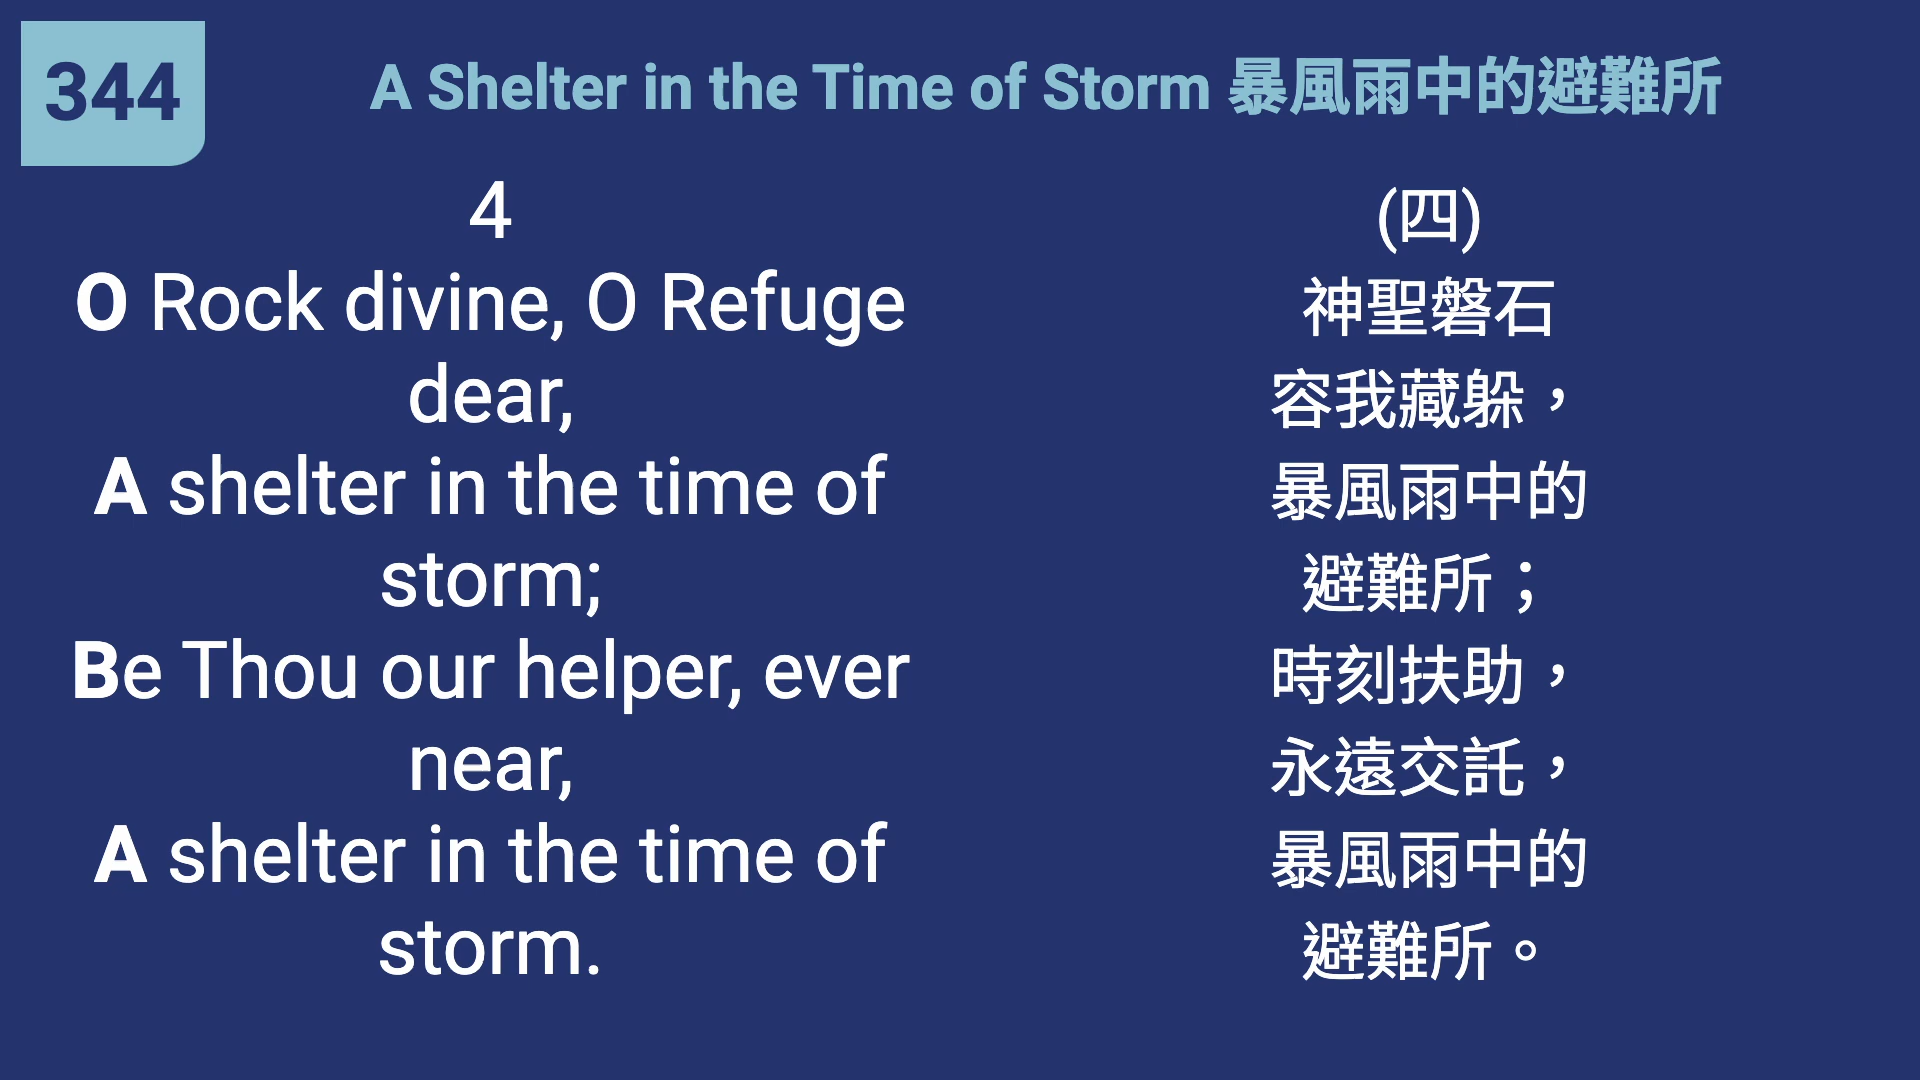 344
A Shelter in the Time of Storm 暴風雨中的避難所
4
O Rock divine, O Refuge
dear,
A shelter in the time of
storm;
Be Thou our helper, ever
near,
A shelter in the time of
storm.
(四)
神聖磐石
容我藏躲，
暴風雨中的
避難所；
時刻扶助，
永遠交託，
暴風雨中的
避難所。